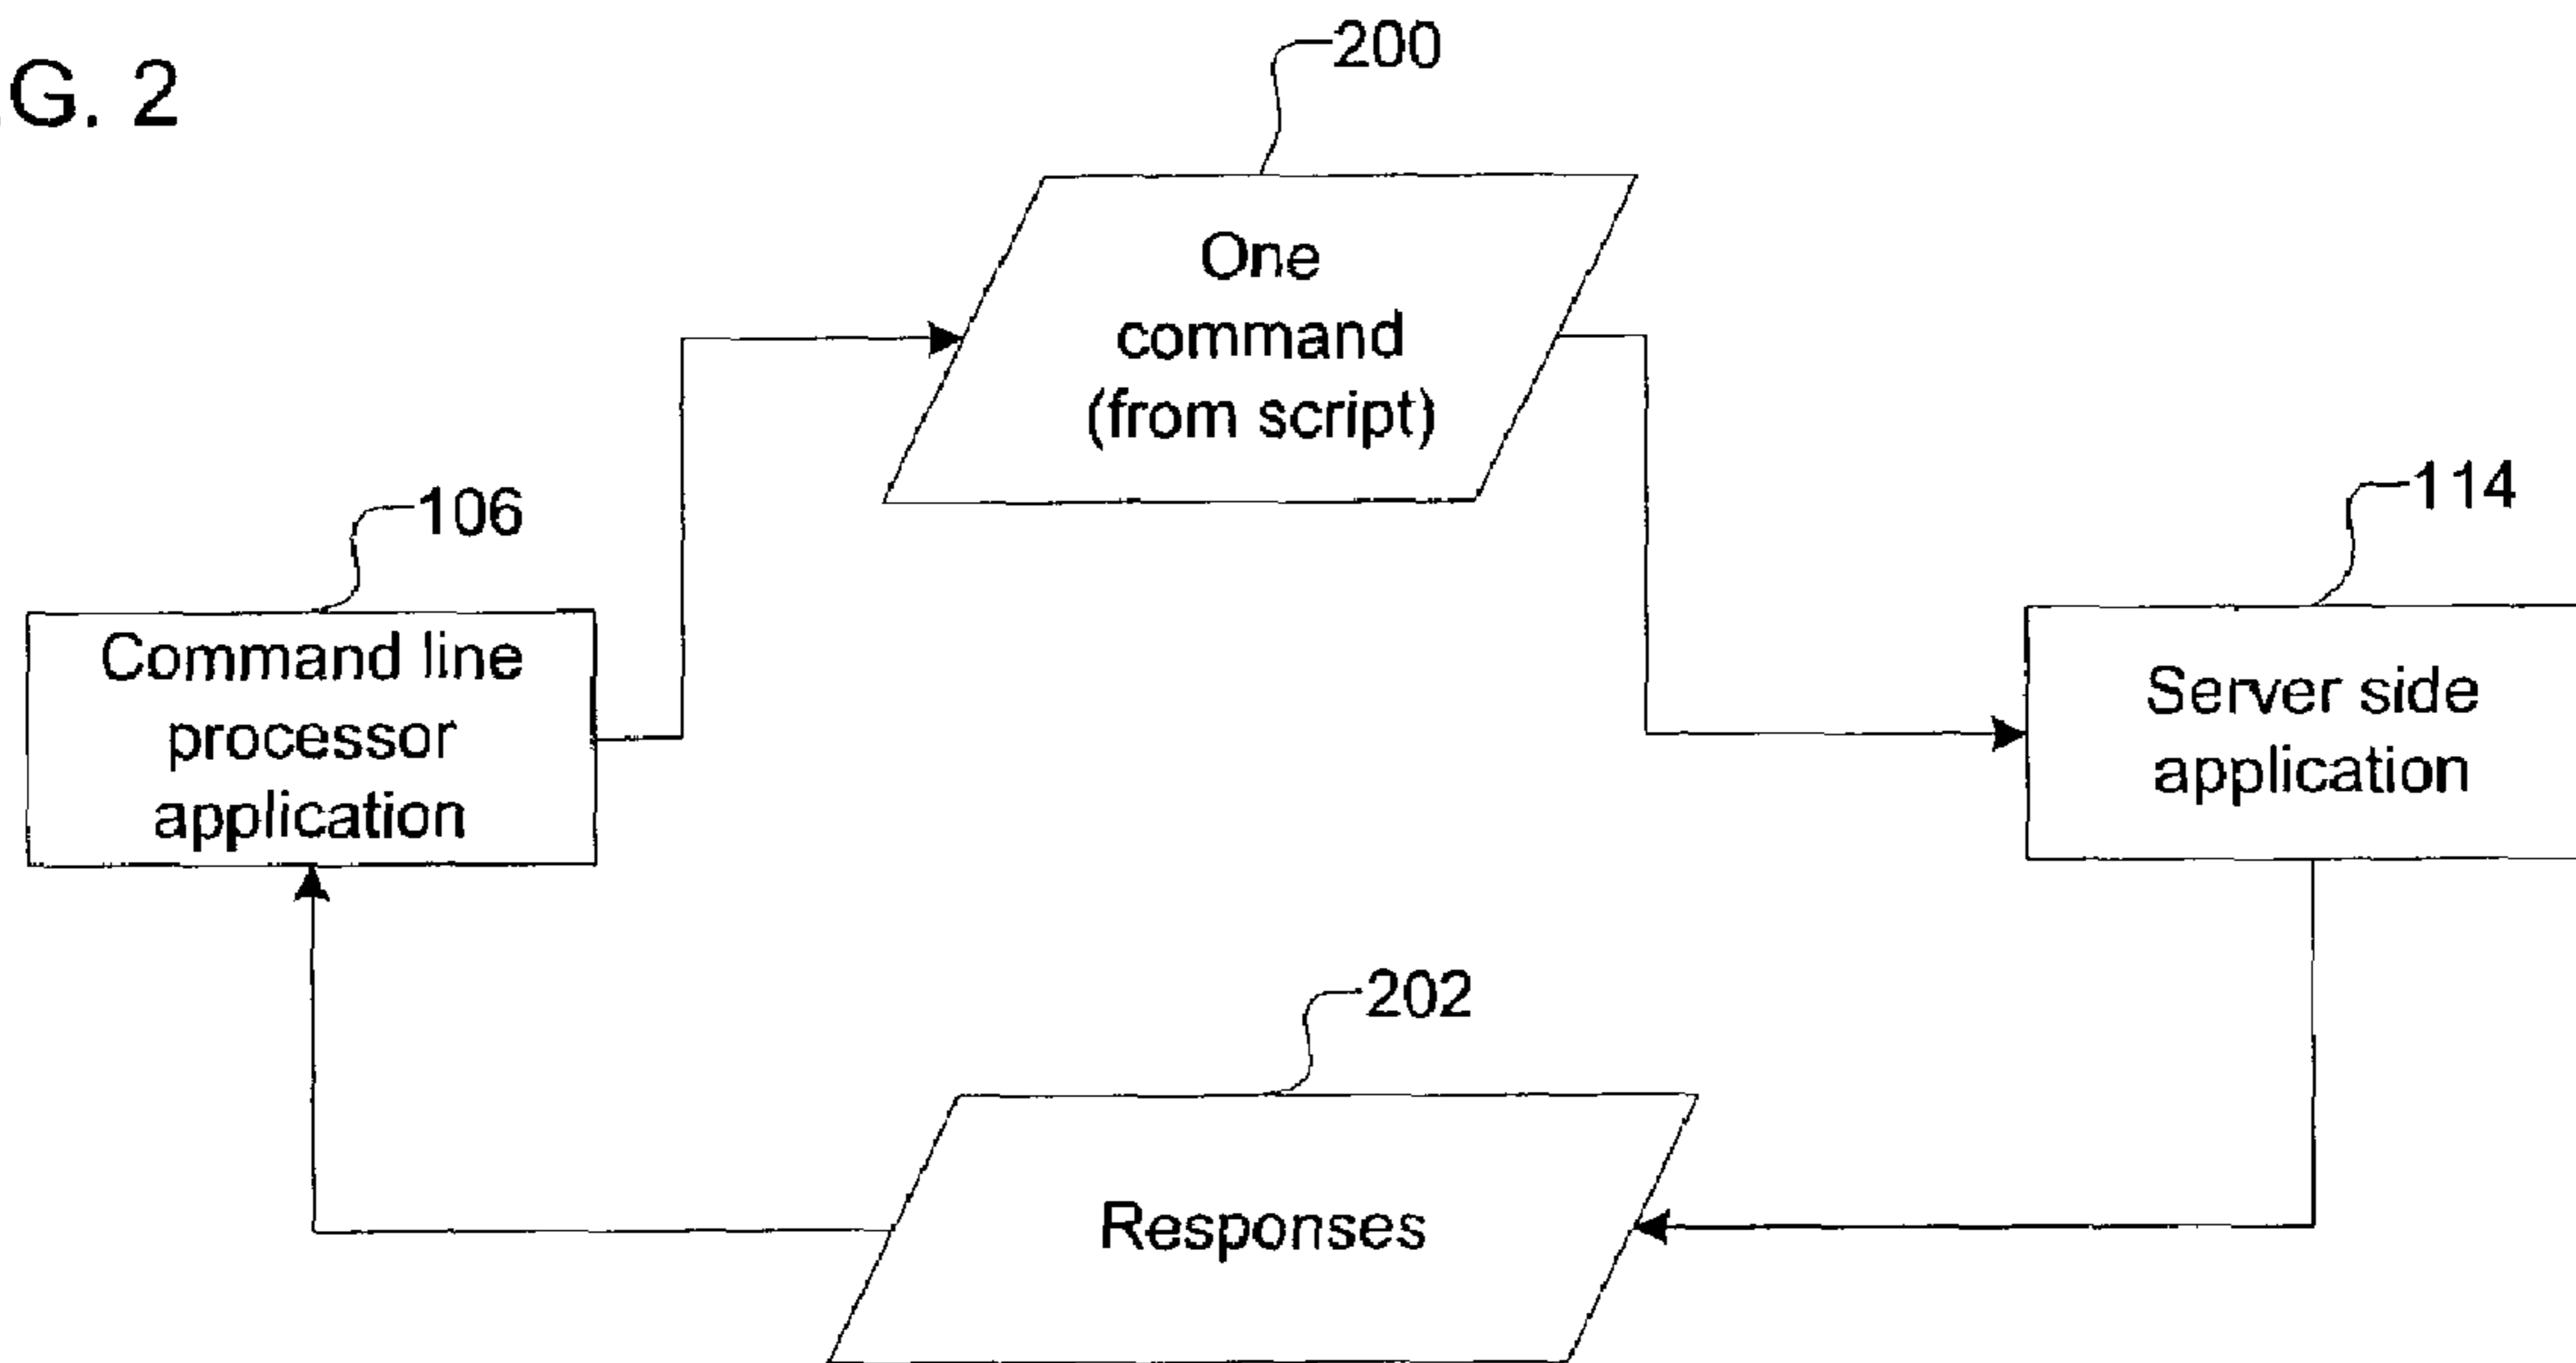 G. 2
200
One
command
(from script)
106
114
Command line
processor
application
Server side
application
202
Responses